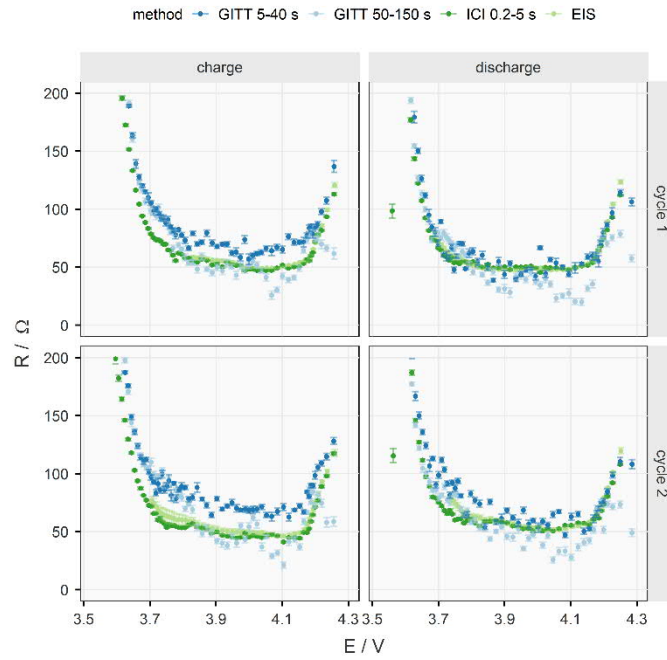 method GITT 5-40 s GITT 50-150 s ICI 0.2-5 s EIS
charge discharge
200
150
100
50
0
cycle 1
R / Ω
200
150
100
50
0
cycle 2
3.5 3.7 3.9 4.1 4.3 3.5 3.7 3.9 4.1 4.3
E / V